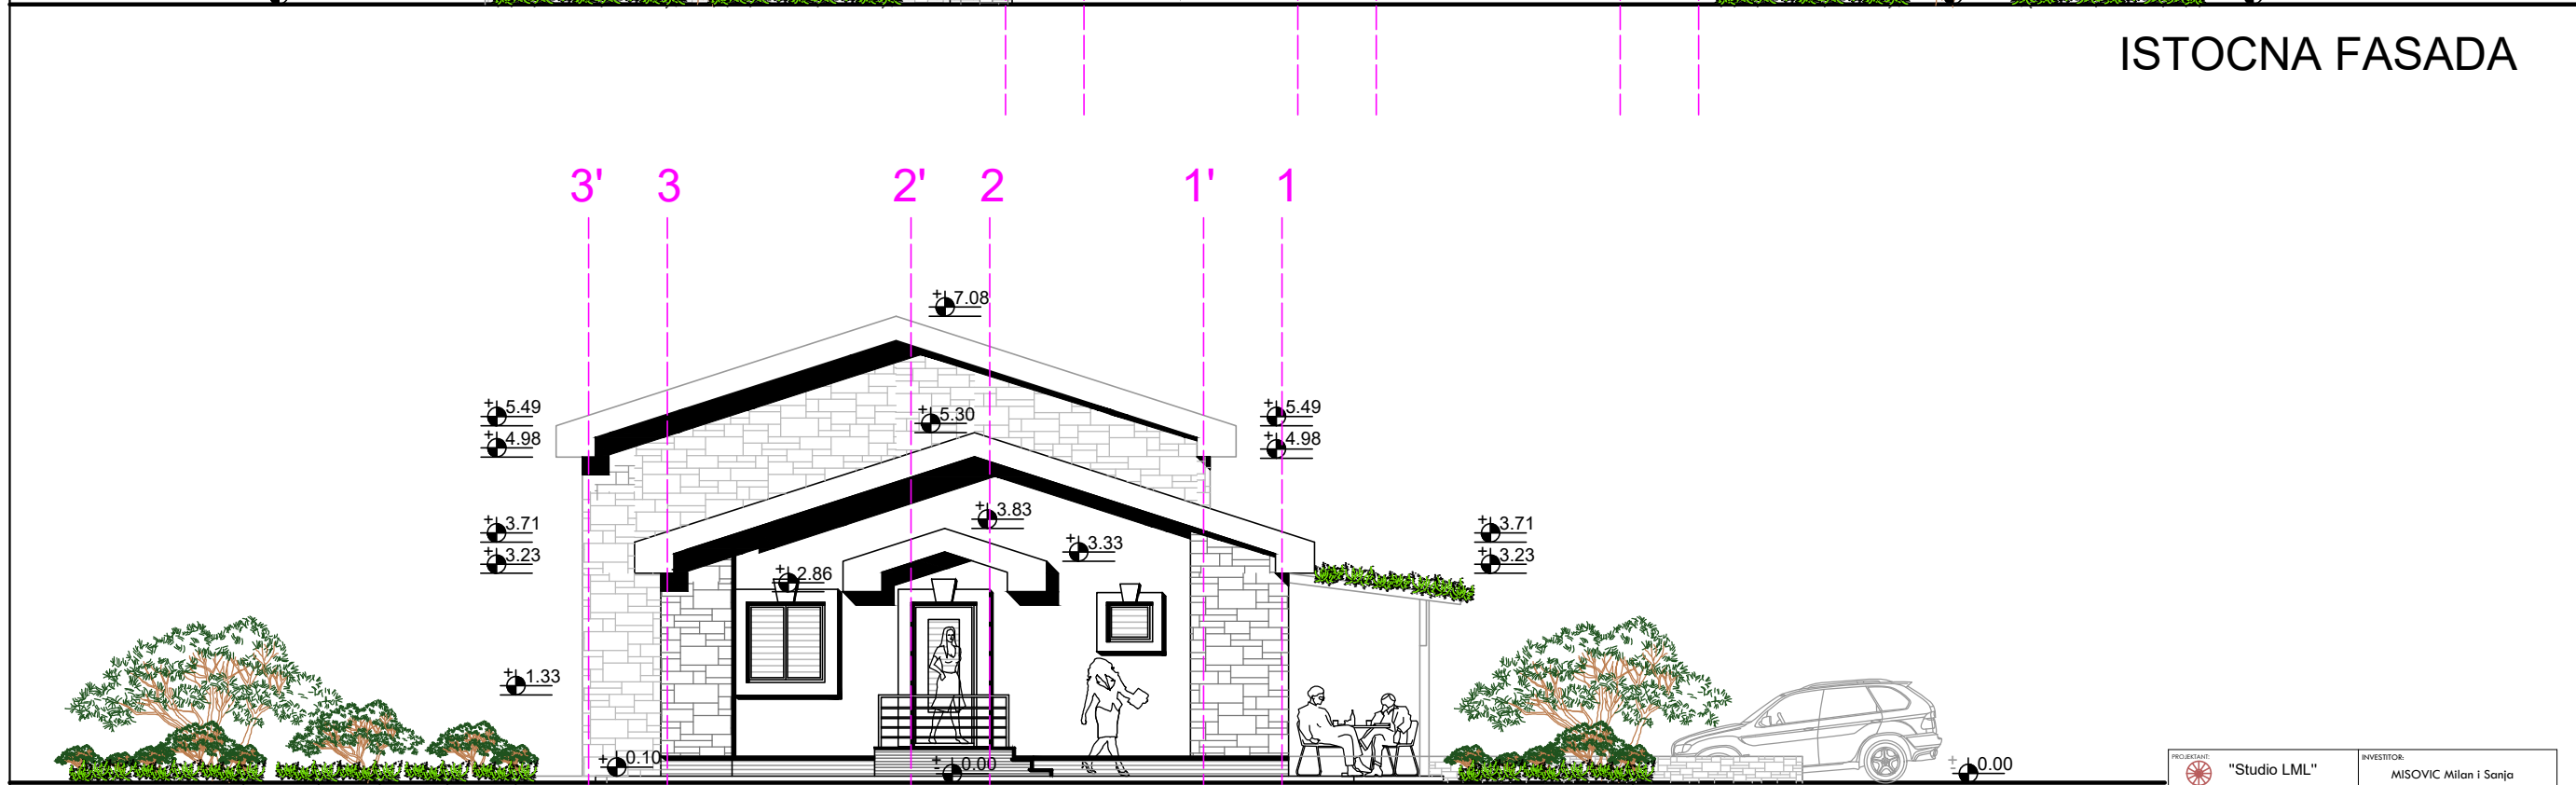 ISTOCNA FASADA
3' 3 2' 2 1' 1
+7.08
+5.49
+5.30
+5.49
+4.98
+4.98
+3.71
+3.83
+3.71
+3.33
+3.23
+3.23
+2.86
+1.33
+0.10
±0.00
±0.00
PROJEKTANT:
"Studio LML"
INVESTITOR:
MISOVIC Milan i Sanja